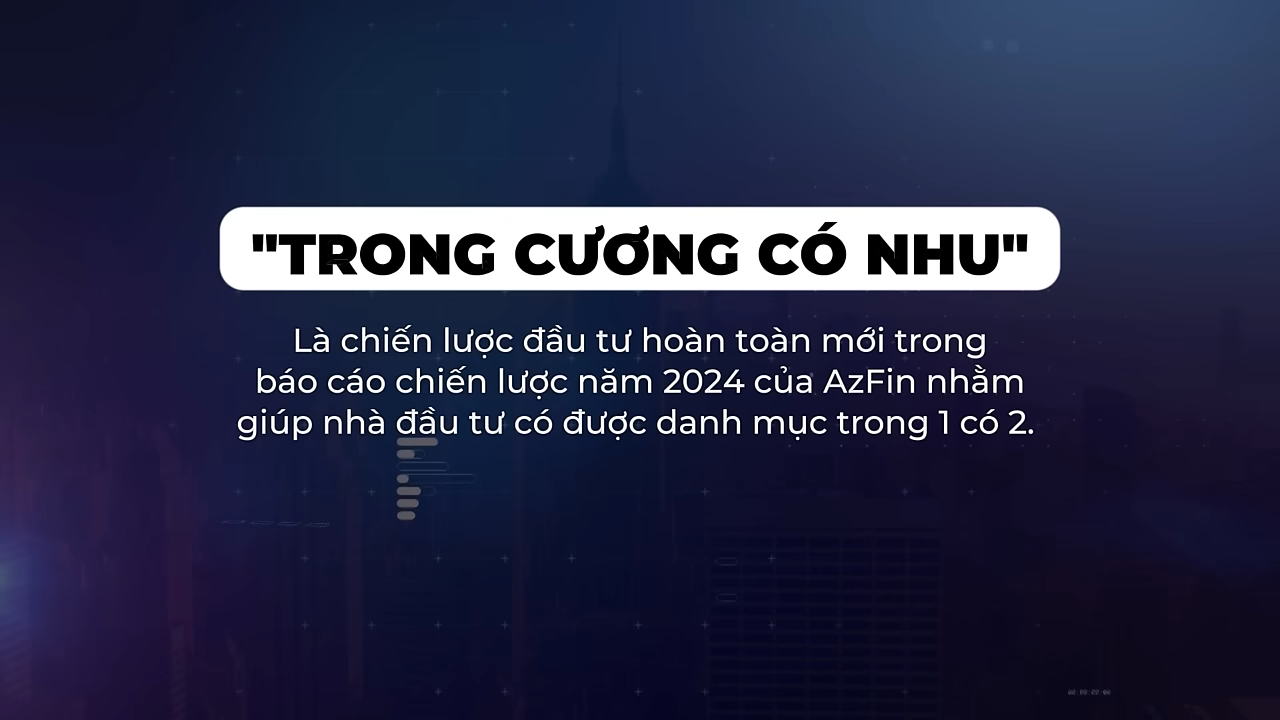 "TRONG CƯƠNG CÓ NHU"
Là chiến lược đầu tư hoàn toàn mới trong
báo cáo chiến lược năm 2024 của AzFin nhằm
giúp nhà đầu tư có được danh mục trong 1 có 2.